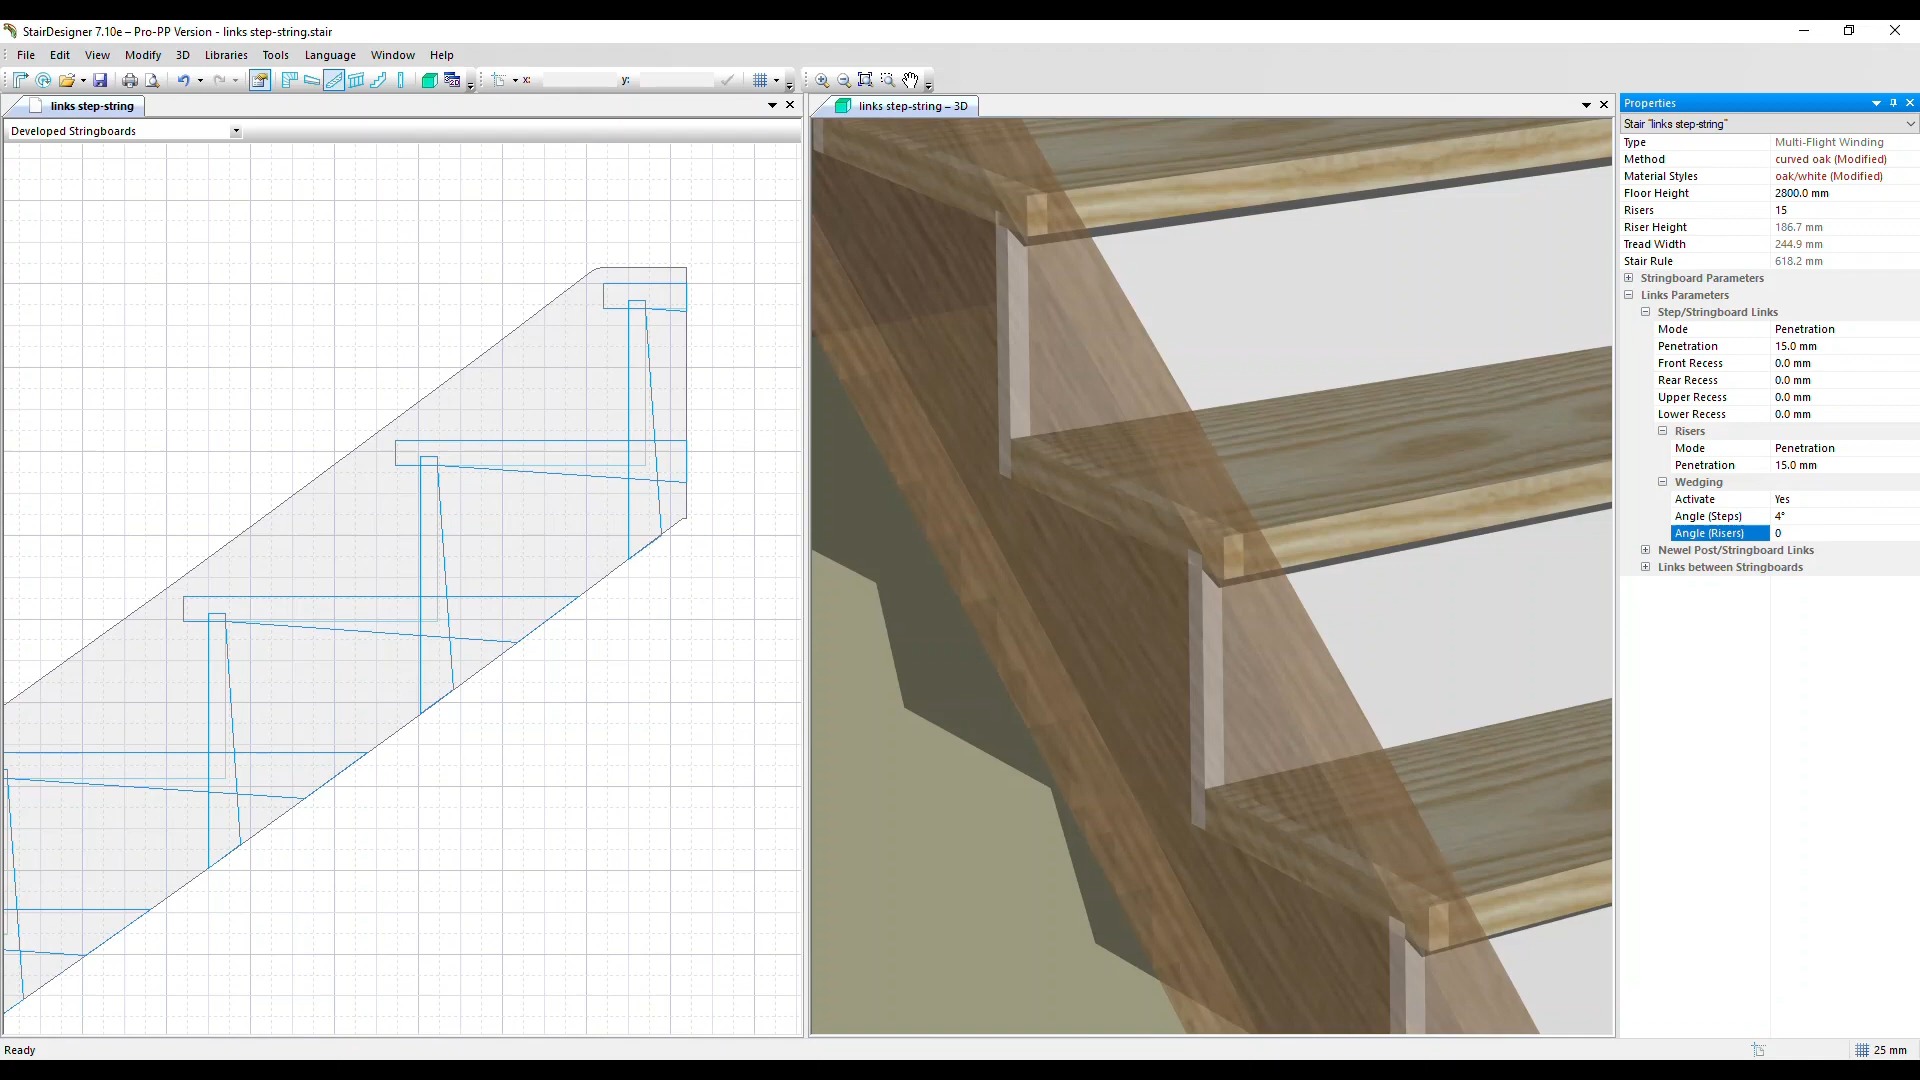 StairDesigner 7.10e – Pro-PP Version - links step-string.stair
File Edit View Modify 3D Libraries Tools Language Window Help
x: y:
links step-string
links step-string – 3D
Properties
Developed Stringboards
Stair "links step-string"
Type Multi-Flight Winding
Method curved oak (Modified)
Material Styles oak/white (Modified)
Floor Height 2800.0 mm
Risers 15
Riser Height 186.7 mm
Tread Width 244.9 mm
Stair Rule 618.2 mm
Stringboard Parameters
Links Parameters
Step/Stringboard Links
Mode Penetration
Penetration 15.0 mm
Front Recess 0.0 mm
Rear Recess 0.0 mm
Upper Recess 0.0 mm
Lower Recess 0.0 mm
Risers
Mode Penetration
Penetration 15.0 mm
Wedging
Activate Yes
Angle (Steps) 4°
Angle (Risers) 0
Newel Post/Stringboard Links
Links between Stringboards
Ready
25 mm